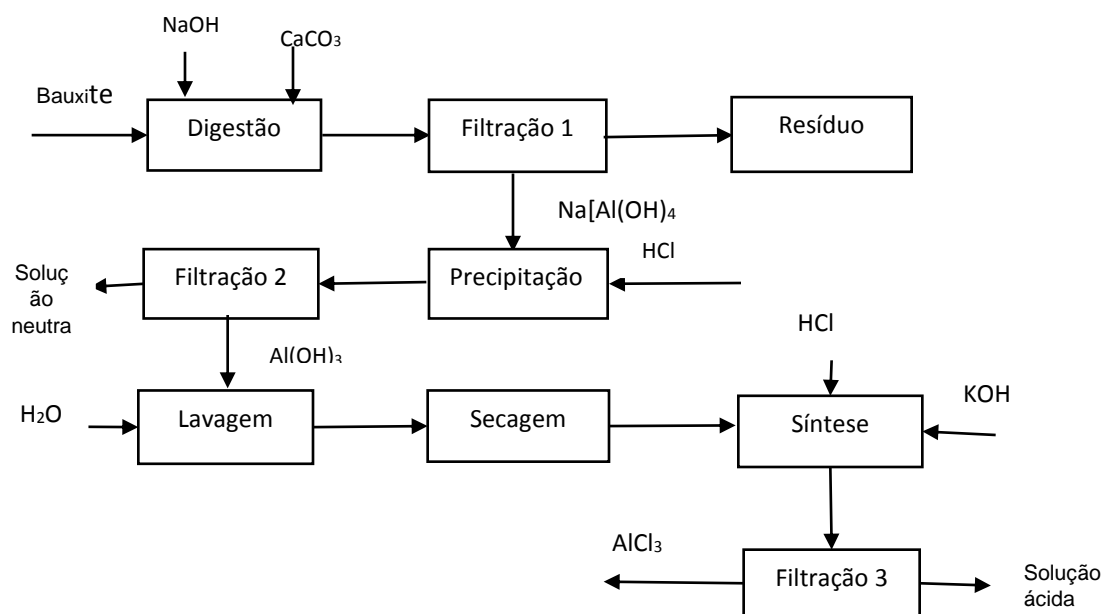 NaOH
CaCO₃
Bauxite
Digestão
Filtração 1
Resíduo
Na[Al(OH)₄
HCl
Soluç
ão
neutra
Filtração 2
Precipitação
HCl
Al(OH)₃
H₂O
Lavagem
Secagem
Síntese
KOH
AlCl₃
Filtração 3
Solução
ácida